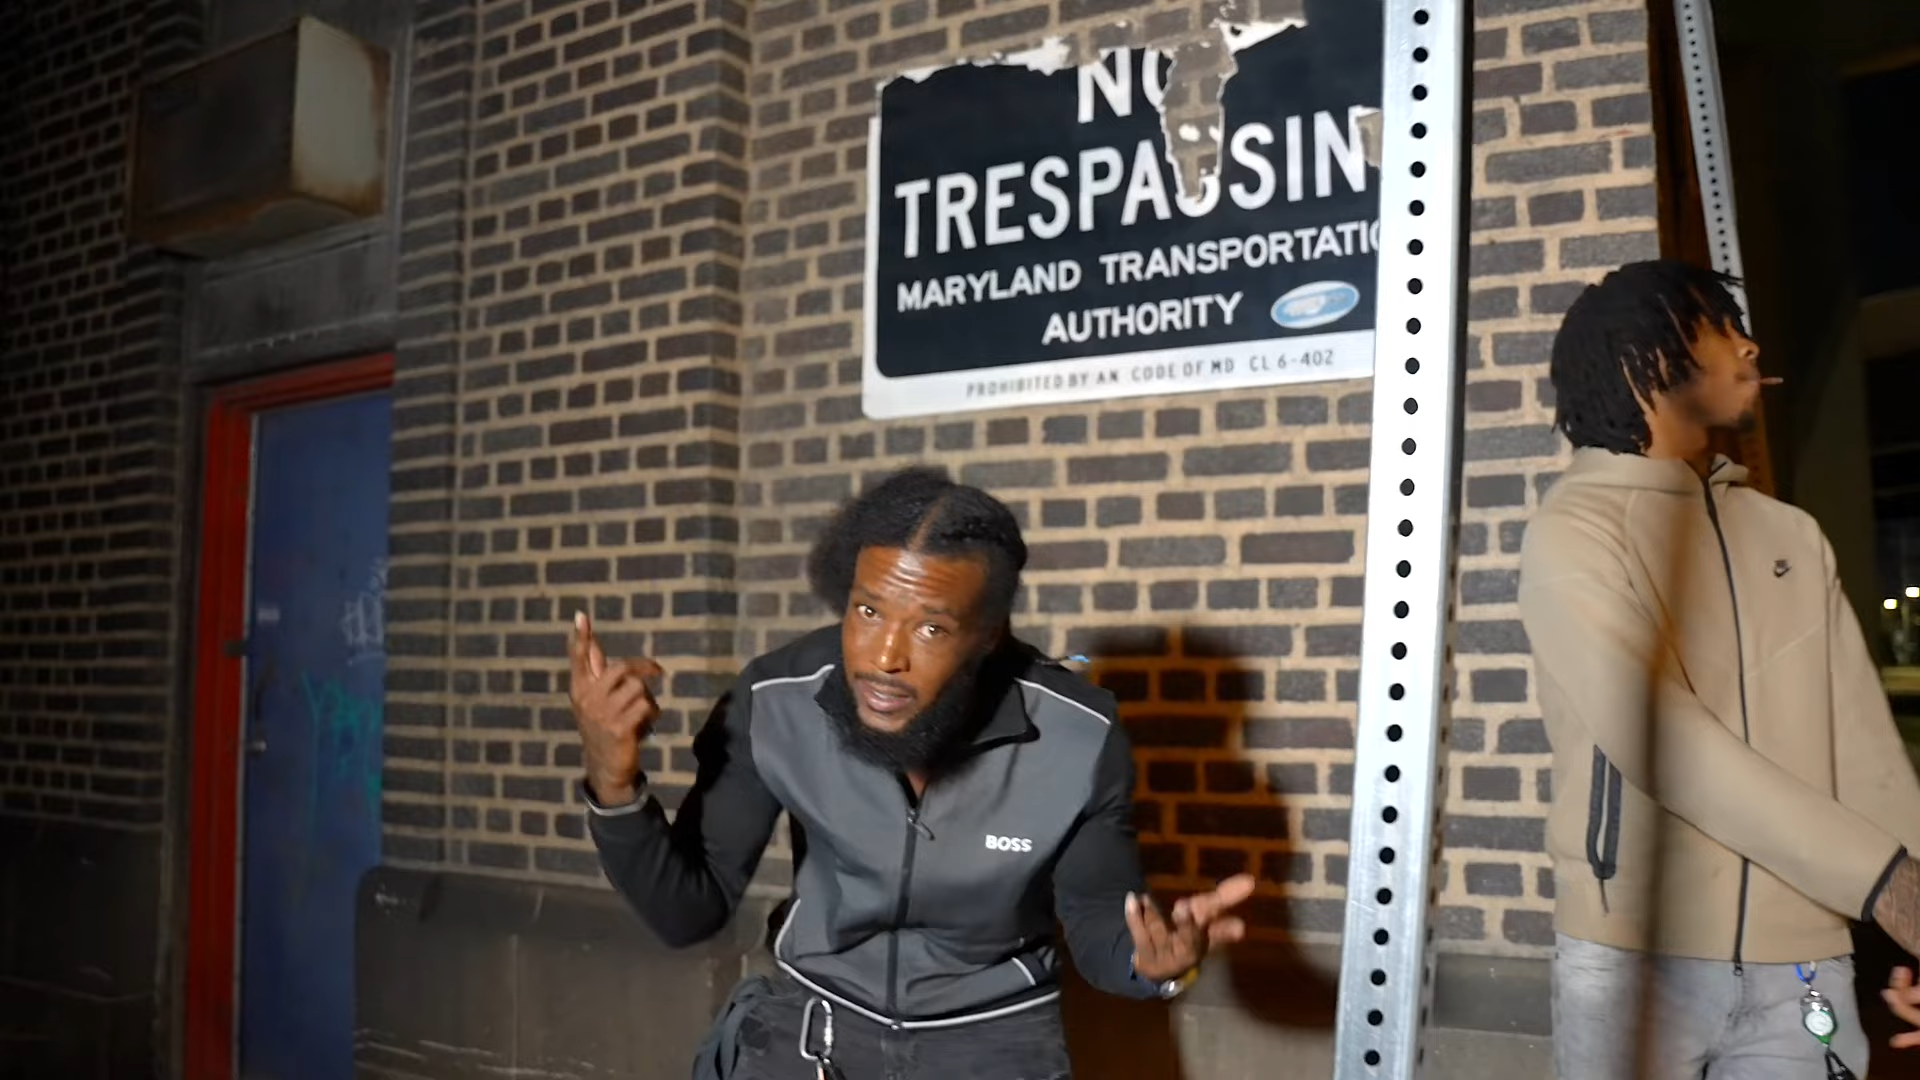 NO
TRESPASSIN
MARYLAND TRANSPORTATIO
AUTHORITY
PROHIBITED BY AN CODE OF MD CL 6-402
BOSS